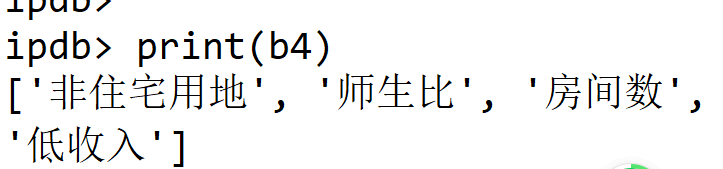 ipdb>
ipdb> print(b4)
['非住宅用地', '师生比', '房间数',
'低收入']